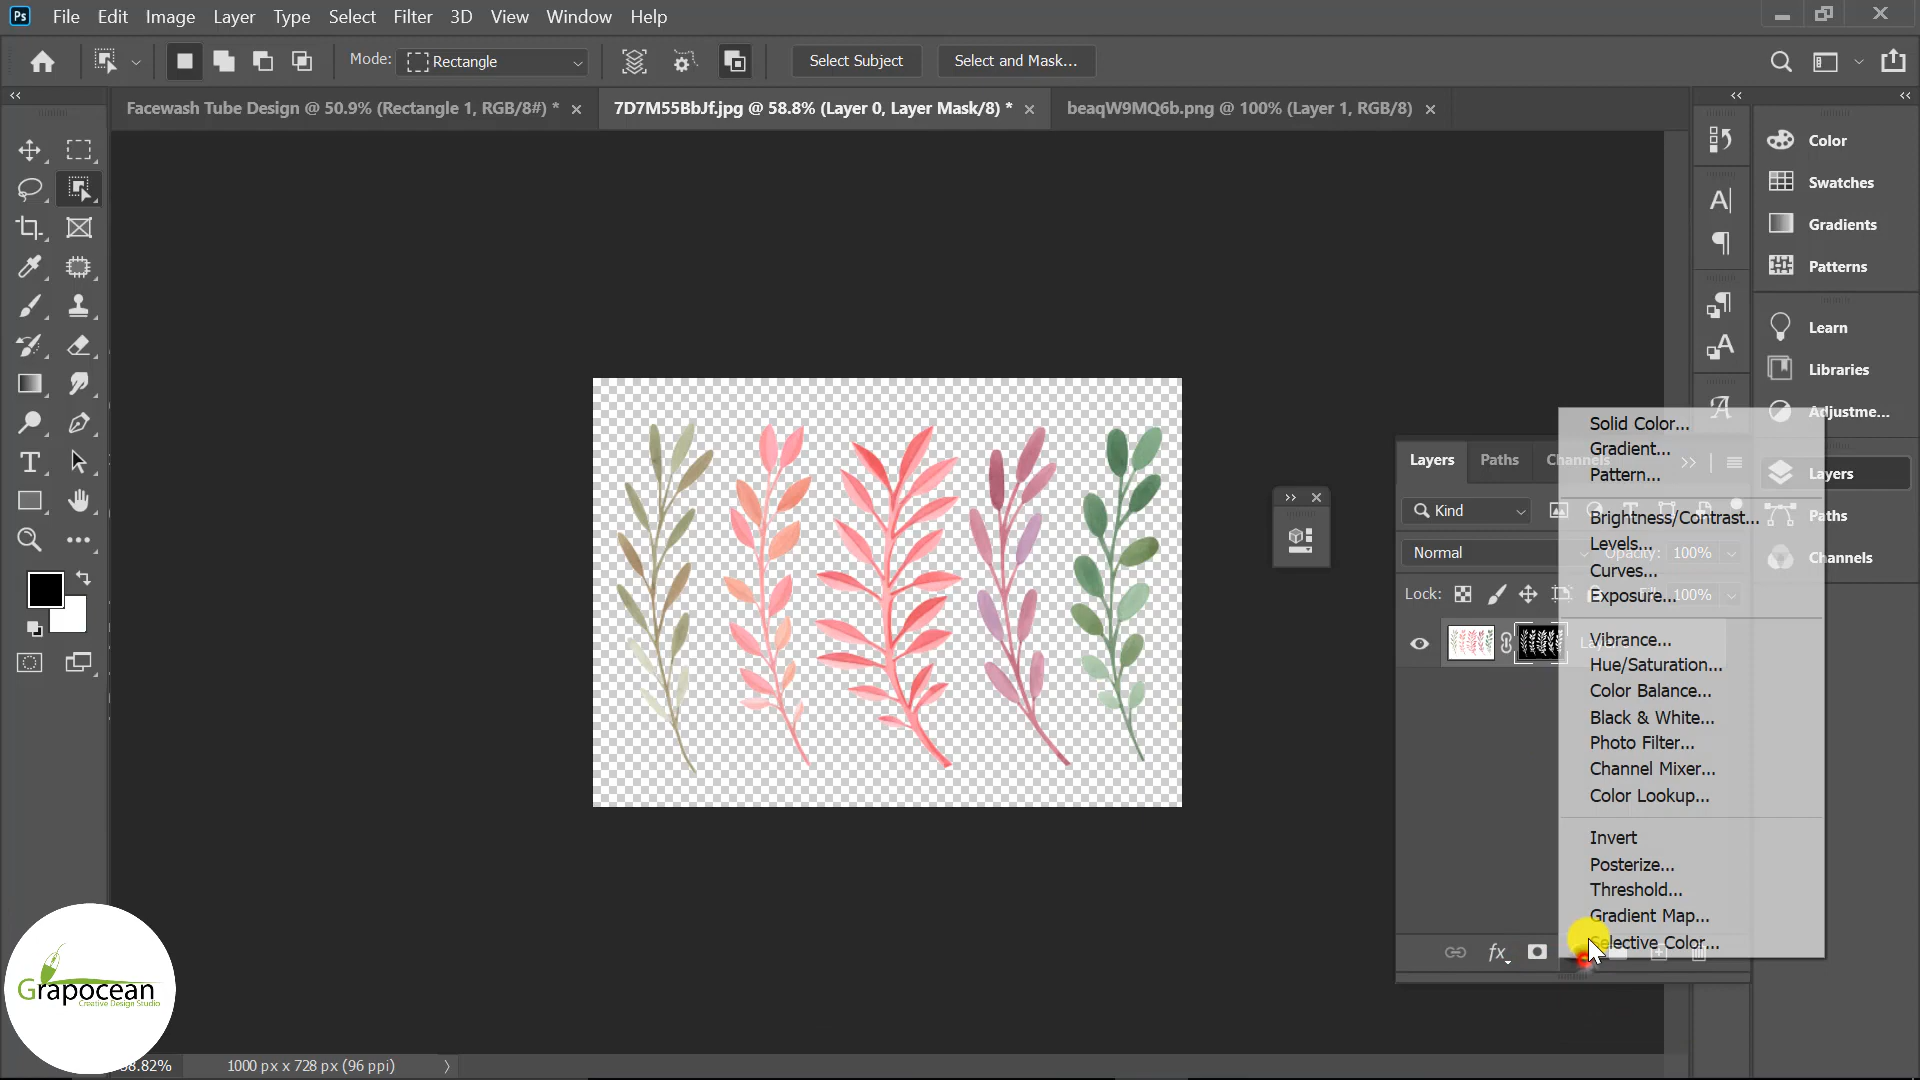 Ps File Edit Image Layer Type Select Filter 3D View Window Help
Mode: Rectangle Select Subject Select and Mask...
Facewash Tube Design @ 50.9% (Rectangle 1, RGB/8#) * 7D7M55BbJf.jpg @ 58.8% (Layer 0, Layer Mask/8) * beaqW9MQ6b.png @ 100% (Layer 1, RGB/8)
Color
Swatches
Gradients
Patterns
Learn
Libraries
Adjustme...
Layers
Paths
Channels
Layers Paths Channels
Kind
Normal Opacity: 100%
Lock: 100%
Solid Color...
Gradient...
Pattern...
Brightness/Contrast...
Levels...
Curves...
Exposure...
Vibrance...
Hue/Saturation...
Color Balance...
Black & White...
Photo Filter...
Channel Mixer...
Color Lookup...
Invert
Posterize...
Threshold...
Gradient Map...
Selective Color...
fx
Grapocean
Creative Design Studio
8.82% 1000 px x 728 px (96 ppi)